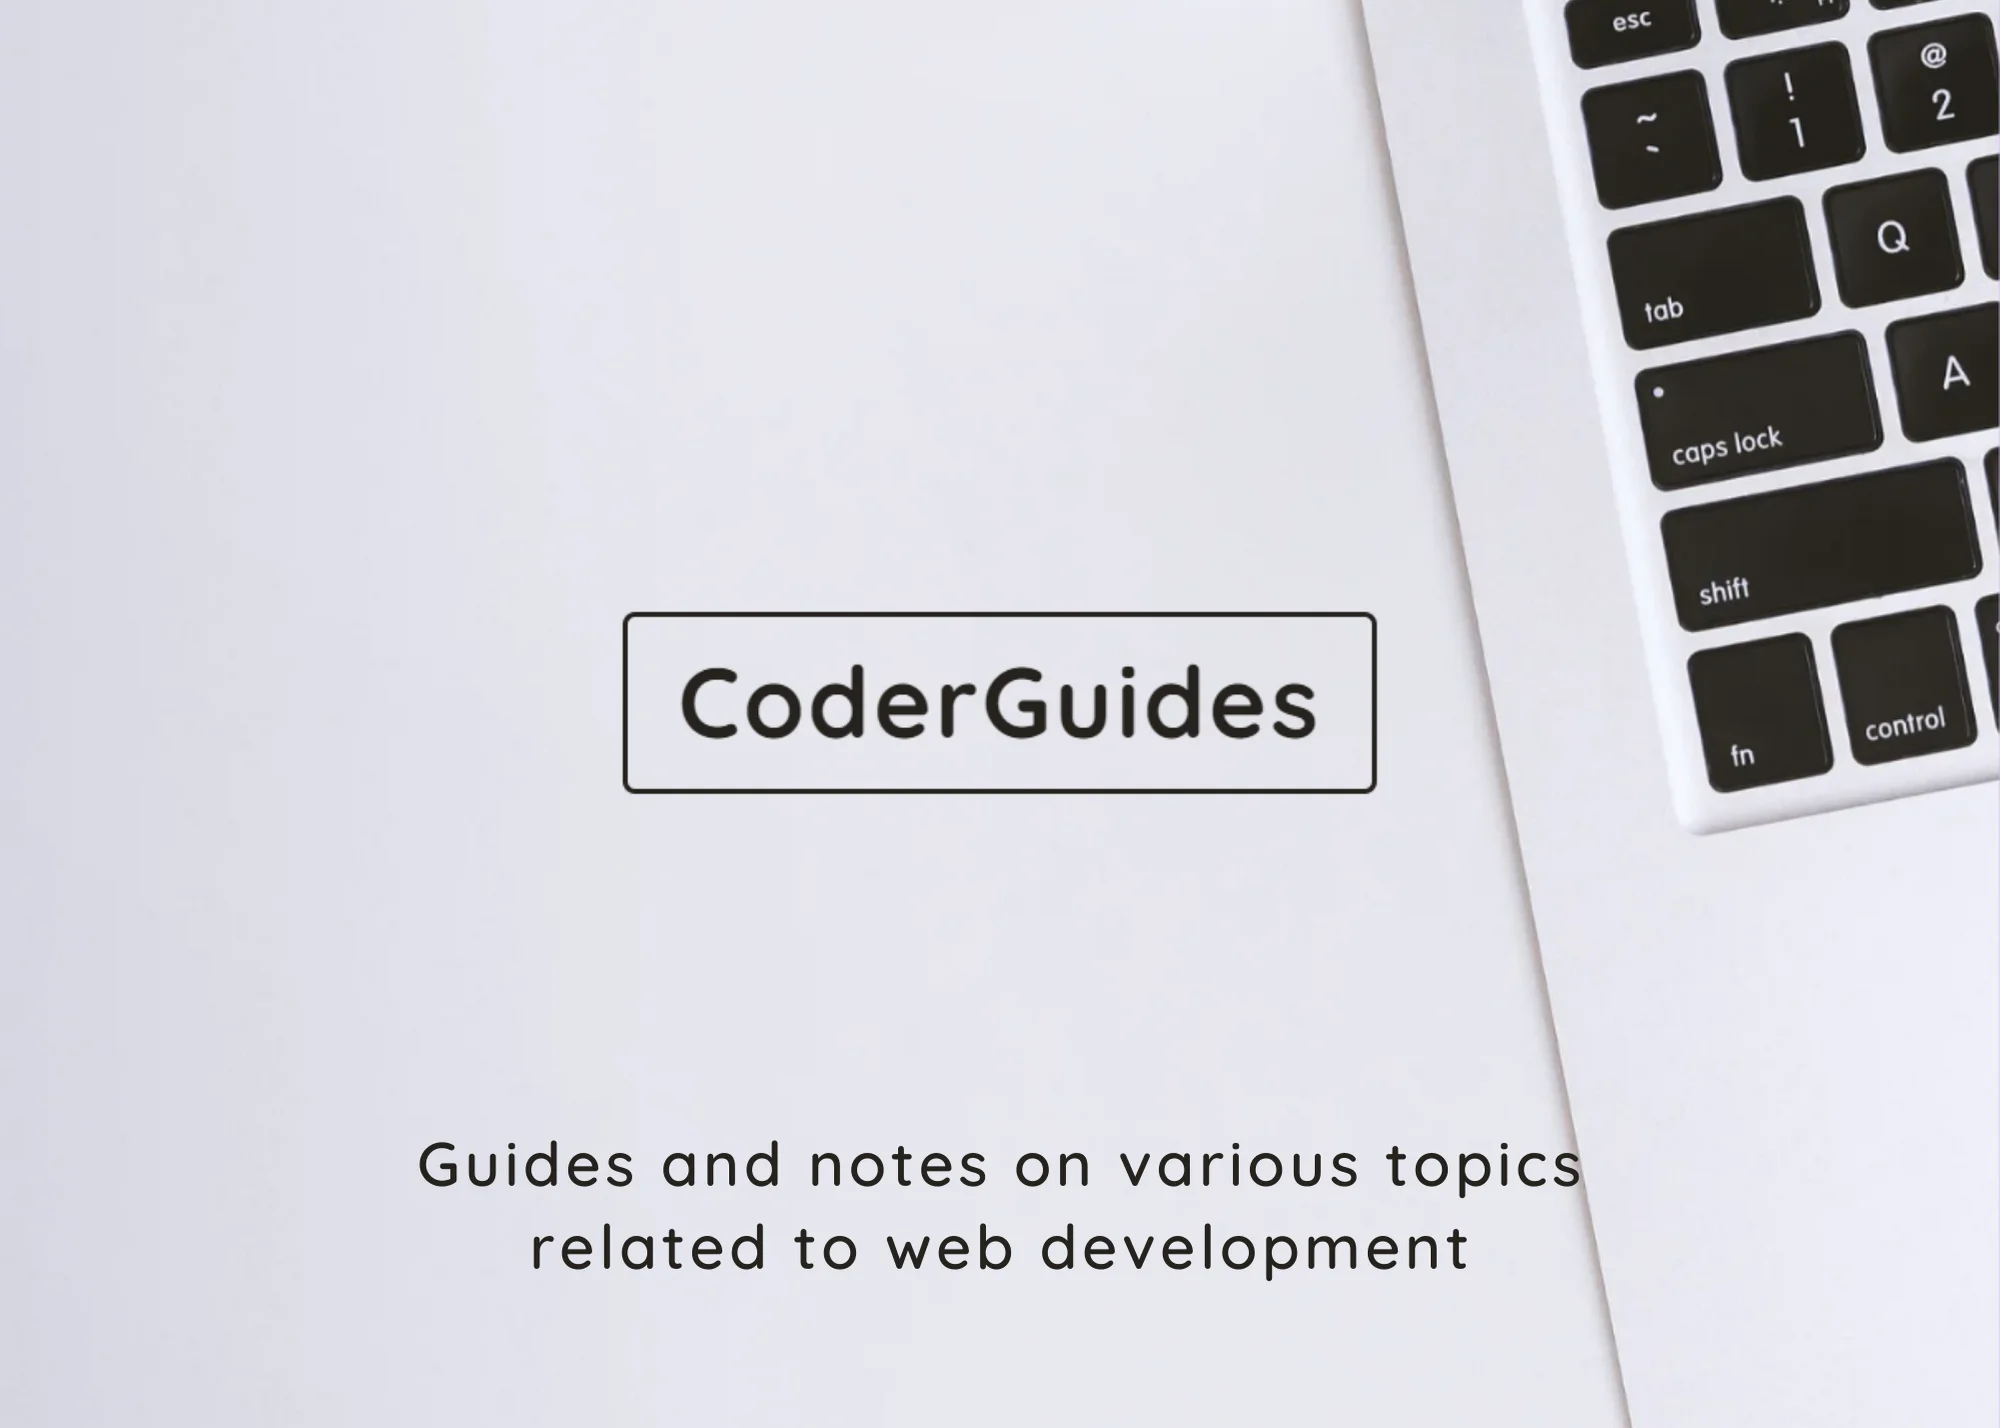 esc
~
`
!
1
@
2
tab
Q
caps lock
A
shift
fn
control
CoderGuides
Guides and notes on various topics
related to web development